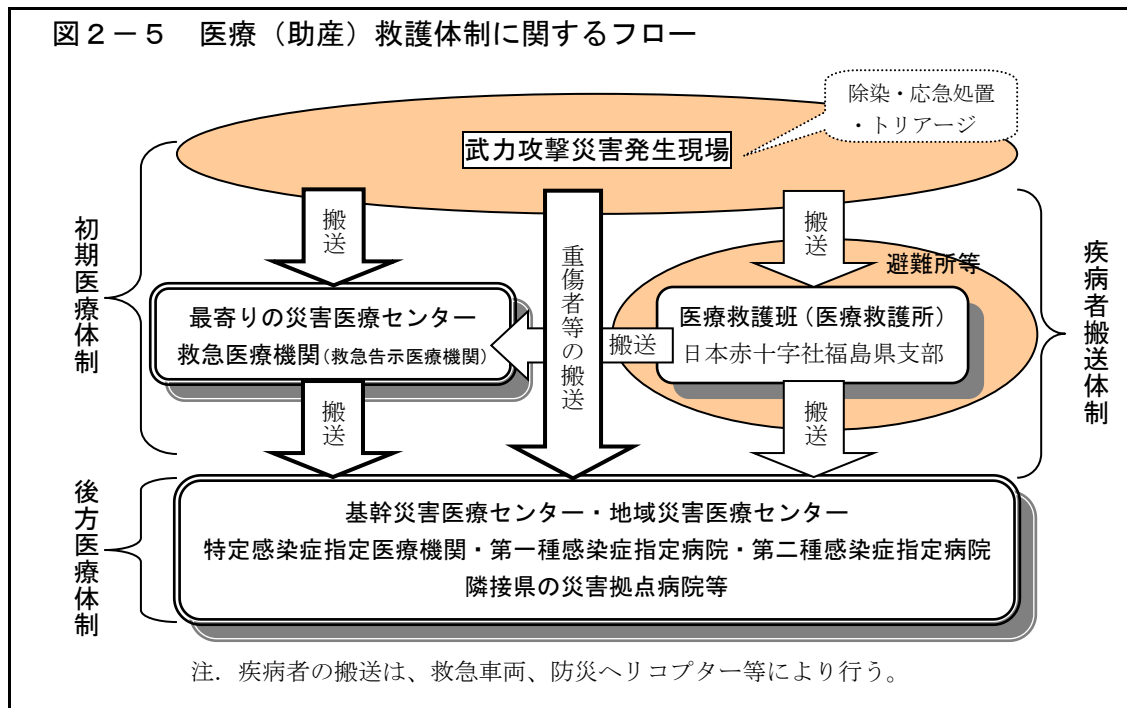 図２－５　医療（助産）救護体制に関するフロー
除染・応急処置
・トリアージ
武力攻撃災害発生現場
初期医療体制
搬送
重傷者等の搬送
搬送
避難所等
疾病者搬送体制
最寄りの災害医療センター
救急医療機関（救急告示医療機関）
搬送
医療救護班（医療救護所）
日本赤十字社福島県支部
搬送
搬送
後方医療体制
基幹災害医療センター・地域災害医療センター
特定感染症指定医療機関・第一種感染症指定病院・第二種感染症指定病院
隣接県の災害拠点病院等
注．疾病者の搬送は、救急車両、防災ヘリコプター等により行う。